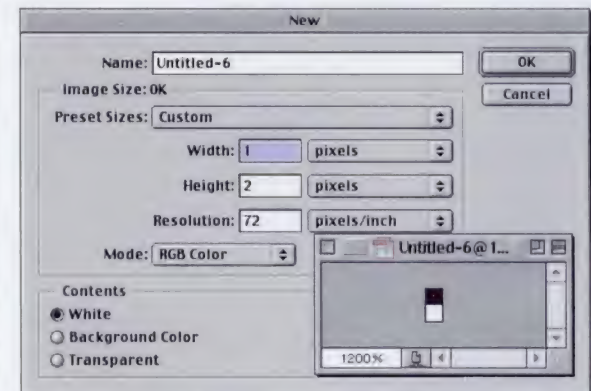 New
Name: Untitled-6
OK
Image Size: 0K
Cancel
Preset Sizes: Custom
Width: 1 pixels
Height: 2 pixels
Resolution: 72 pixels/inch
Mode: RGB Color
Untitled-6@1...
Contents
White
Background Color
Transparent
1200%